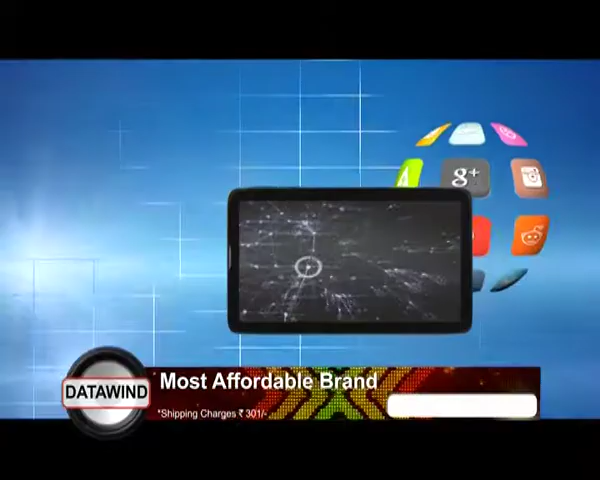 g+
DATAWIND
Most Affordable Brand
*Shipping Charges ₹ 301/-